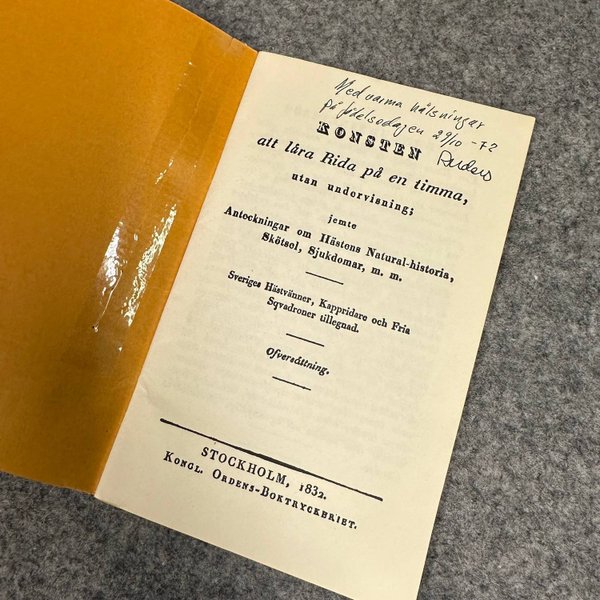 Med varma hälsningar
på födelsedagen 29/10 -72
Anders
KONSTEN
att lära Rida på en timma,
utan undervisning;
jemte
Anteckningar om Hästens Natural-historia,
Skötsel, Sjukdomar, m. m.
Sveriges Hästvänner, Kappridare och Fria
Sqvadroner tillegnad.
Ofversättning.
STOCKHOLM, 1832.
KONGL. ORDENS-BOKTRYCKERIET.